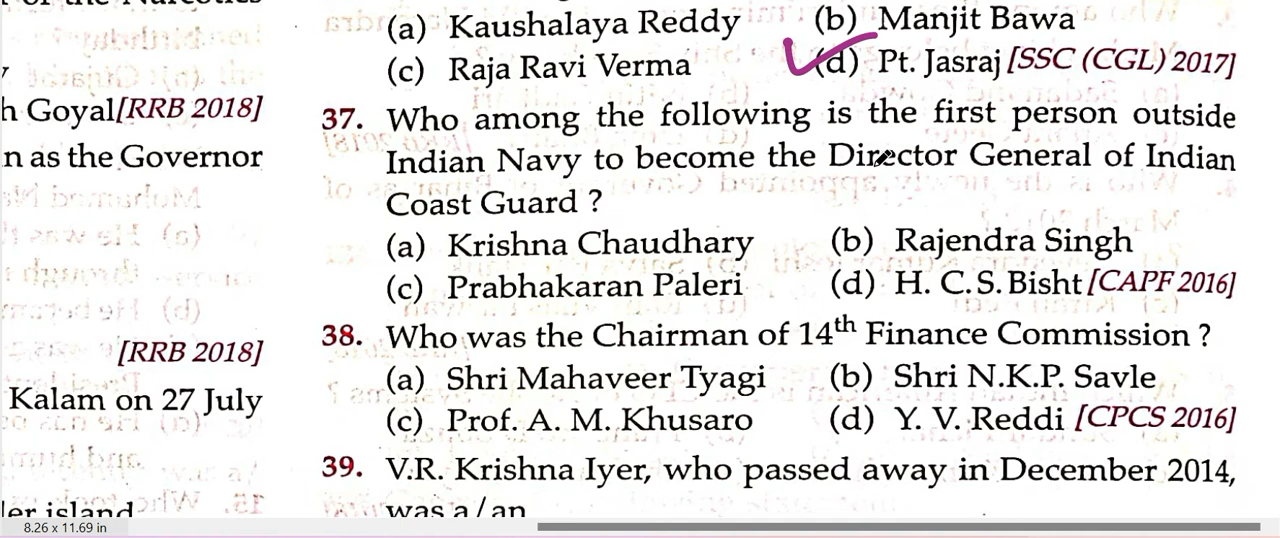 (a) Kaushalaya Reddy (b) Manjit Bawa
(c) Raja Ravi Verma (d) Pt. Jasraj [SSC (CGL) 2017]
h Goyal[RRB 2018]
n as the Governor
37. Who among the following is the first person outside
Indian Navy to become the Director General of Indian
Coast Guard ?
(a) Krishna Chaudhary (b) Rajendra Singh
(c) Prabhakaran Paleri (d) H. C.S. Bisht [CAPF 2016]
38. Who was the Chairman of 14th Finance Commission ?
[RRB 2018]
(a) Shri Mahaveer Tyagi (b) Shri N.K.P. Savle
Kalam on 27 July
(c) Prof. A. M. Khusaro (d) Y. V. Reddi [CPCS 2016]
39. V.R. Krishna Iyer, who passed away in December 2014,
was a/an
ler island
8.26 x 11.69 in